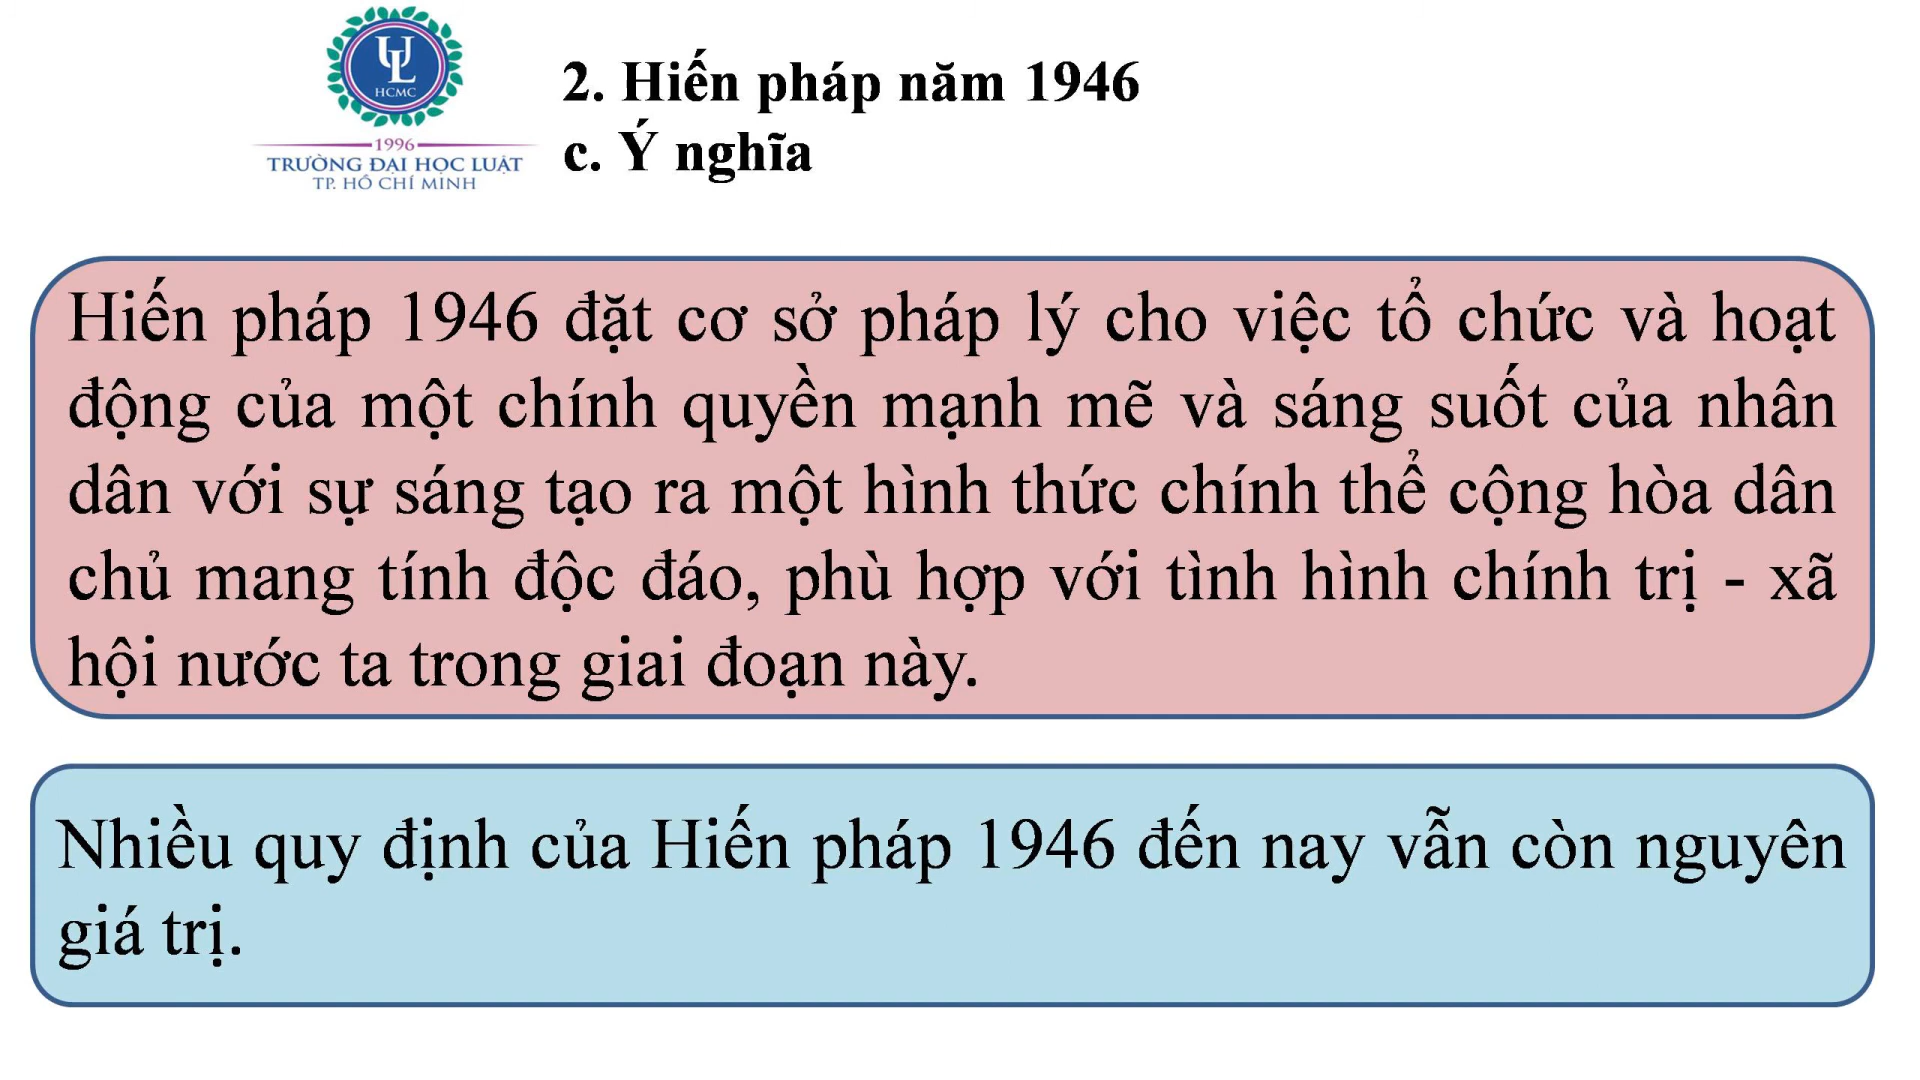 UL
HCMC
1996
TRƯỜNG ĐẠI HỌC LUẬT
TP. HỒ CHÍ MINH
2. Hiến pháp năm 1946
c. Ý nghĩa
Hiến pháp 1946 đặt cơ sở pháp lý cho việc tổ chức và hoạt
động của một chính quyền mạnh mẽ và sáng suốt của nhân
dân với sự sáng tạo ra một hình thức chính thể cộng hòa dân
chủ mang tính độc đáo, phù hợp với tình hình chính trị - xã
hội nước ta trong giai đoạn này.
Nhiều quy định của Hiến pháp 1946 đến nay vẫn còn nguyên
giá trị.